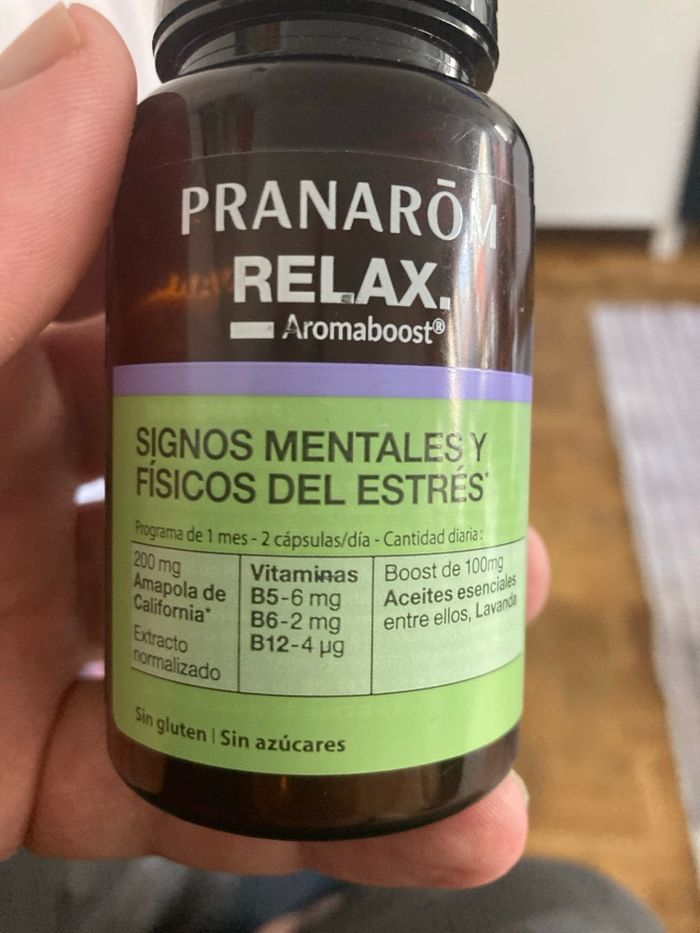 PRANARŌM
RELAX.
Aromaboost®
SIGNOS MENTALES Y
FÍSICOS DEL ESTRÉS*
Programa de 1 mes - 2 cápsulas/día - Cantidad diaria :
200 mg
Amapola de
California*
Extracto
normalizado
Vitaminas
B5-6 mg
B6-2 mg
B12-4 µg
Boost de 100mg
Aceites esenciales
entre ellos, Lavanda
Sin gluten | Sin azúcares